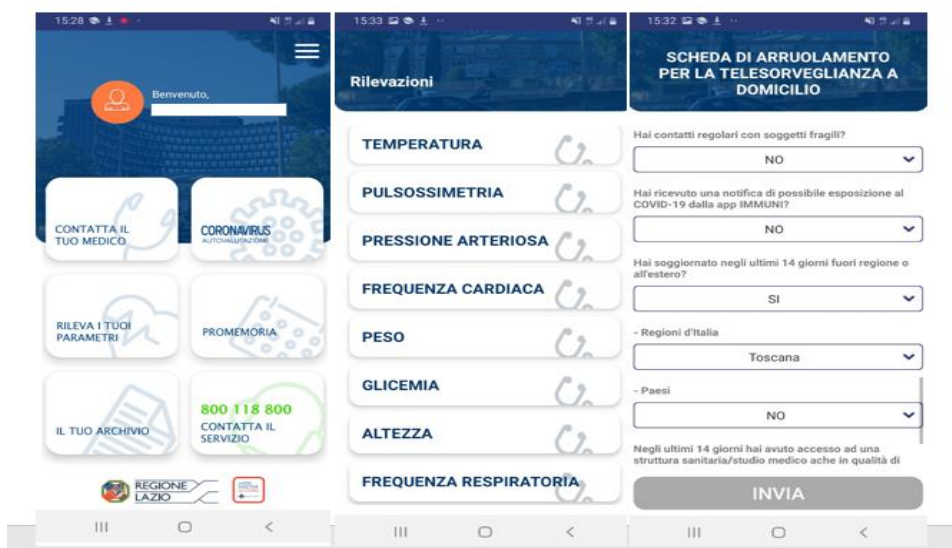 15:28
Benvenuto,
CONTATTA IL
TUO MEDICO
CORONAVIRUS
AUTOVALUTAZIONE
RILEVA I TUOI
PARAMETRI
PROMEMORIA
IL TUO ARCHIVIO
800 118 800
CONTATTA IL
SERVIZIO
REGIONE
LAZIO
15:33
Rilevazioni
TEMPERATURA
PULSOSSIMETRIA
PRESSIONE ARTERIOSA
FREQUENZA CARDIACA
PESO
GLICEMIA
ALTEZZA
FREQUENZA RESPIRATORIA
15:32
SCHEDA DI ARRUOLAMENTO
PER LA TELESORVEGLIANZA A
DOMICILIO
Hai contatti regolari con soggetti fragili?
NO
Hai ricevuto una notifica di possibile esposizione al
COVID-19 dalla app IMMUNI?
NO
Hai soggiornato negli ultimi 14 giorni fuori regione o
all'estero?
SI
- Regioni d'Italia
Toscana
- Paesi
NO
Negli ultimi 14 giorni hai avuto accesso ad una
struttura sanitaria/studio medico ache in qualità di
INVIA